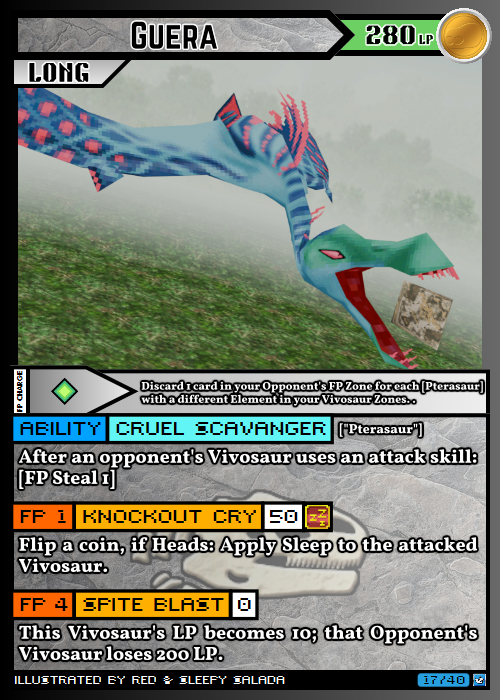 GUERA
280 LP
LONG
FP CHARGE
Discard 1 card in your Opponent's FP Zone for each [Pterasaur]
with a different Element in your Vivosaur Zones. .
ABILITY CRUEL SCAVANGER ["Pterasaur"]
After an opponent's Vivosaur uses an attack skill:
[FP Steal 1]
FP 1 KNOCKOUT CRY 50 ZZZ
Flip a coin, if Heads: Apply Sleep to the attacked
Vivosaur.
FP 4 SPITE BLAST 0
This Vivosaur's LP becomes 10; that Opponent's
Vivosaur loses 200 LP.
ILLUSTRATED BY RED & SLEEPY SALADA
17/40